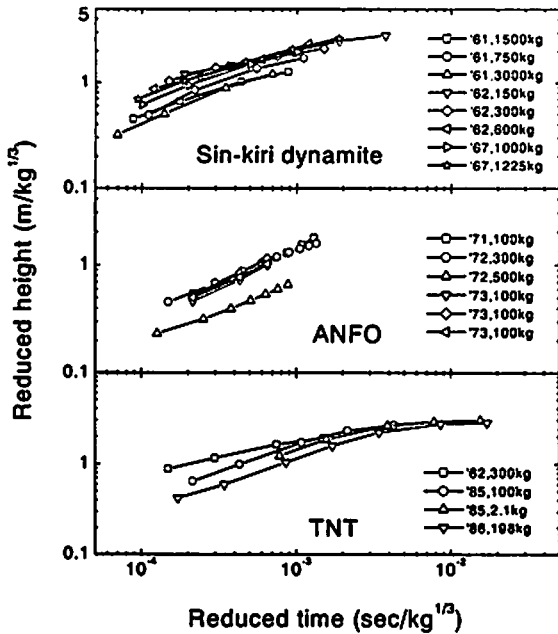 Reduced height (m/kg^1/3)
5
1
0.1
'61,1500kg
'61,750kg
'61,3000kg
'62,150kg
'62,300kg
'62,600kg
'67,1000kg
'67,1225kg
Sin-kiri dynamite
1
0.1
'71,100kg
'72,300kg
'72,500kg
'73,100kg
'73,100kg
'73,100kg
ANFO
1
0.1
'82,300kg
'85,100kg
'85,2.1kg
'86,198kg
TNT
10^-4
10^-3
10^-2
Reduced time (sec/kg^1/3)